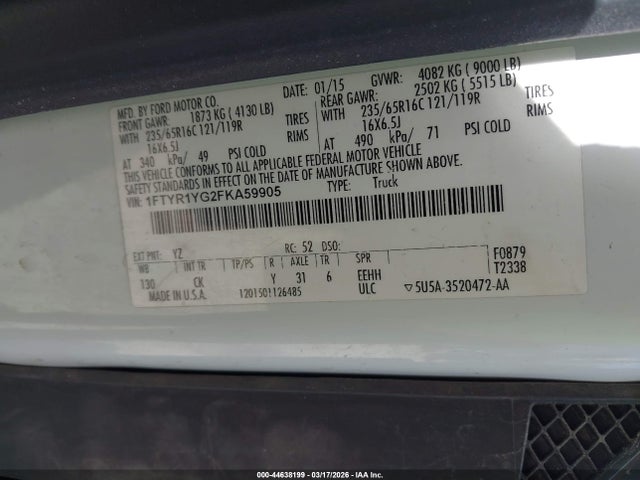 MFD. BY FORD MOTOR CO. DATE: 01/15 GVWR: 4082 KG ( 9000 LB)
FRONT GAWR: 1873 KG ( 4130 LB) REAR GAWR: 2502 KG ( 5515 LB)
WITH 235/65R16C 121/119R TIRES WITH 235/65R16C 121/119R TIRES
16X6.5J RIMS 16X6.5J RIMS
AT 340 kPa/ 49 PSI COLD AT 490 kPa/ 71 PSI COLD
THIS VEHICLE CONFORMS TO ALL APPLICABLE FEDERAL MOTOR VEHICLE
SAFETY STANDARDS IN EFFECT ON THE DATE OF MANUFACTURE SHOWN ABOVE.
VIN: 1FTYR1YG2FKA59905 TYPE: Truck
EXT PNT: YZ RC: 52 DSO: F0879
WB INT TR TP/PS R AXLE TR SPR T2338
130 CK Y 31 6 EEHH
MADE IN U.S.A. 1201501126485 ULC 5U5A-3520472-AA
000-44638199 — 03/17/2026 — IAA Inc.